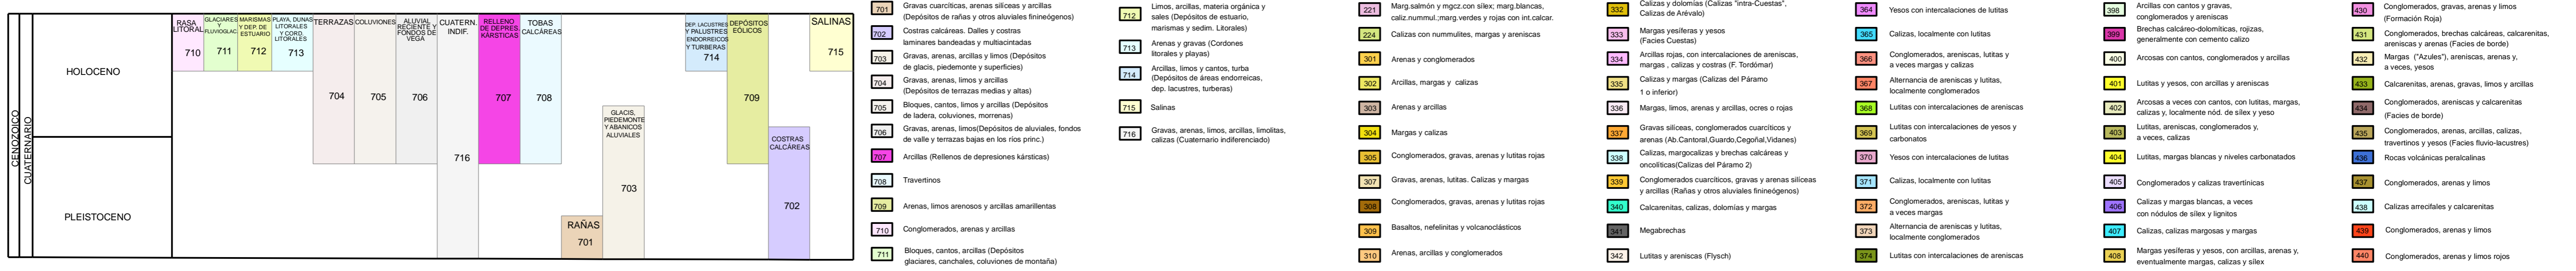 CENOZOICO
CUATERNARIO
HOLOCENO
PLEISTOCENO
RASA
LITORAL
710
GLACIARES
Y
FLUVIOGLAC.
711
MARISMAS
Y DEP. DE
ESTUARIO
712
PLAYA, DUNAS
LITORALES
Y CORD.
LITORALES
713
TERRAZAS
704
COLUVIONES
705
ALUVIAL
RECIENTE Y
FONDOS DE
VEGA
706
CUATERN.
INDIF.
716
RELLENO
DE DEPRES.
KÁRSTICAS
707
TOBAS
CALCÁREAS
708
RAÑAS
701
GLACIS,
PIEDEMONTE
Y ABANICOS
ALUVIALES
703
DEP. LACUSTRES
Y PALUSTRES
ENDORREICOS
Y TURBERAS
714
DEPÓSITOS
EÓLICOS
709
COSTRAS
CALCÁREAS
702
SALINAS
715
701 Gravas cuarcíticas, arenas silíceas y arcillas
(Depósitos de rañas y otros aluviales fininéogenos)
702 Costras calcáreas. Dalles y costras
laminares bandeadas y multiacintadas
703 Gravas, arenas, arcillas y limos (Depósitos
de glacis, piedemonte y superficies)
704 Gravas, arenas, limos y arcillas
(Depósitos de terrazas medias y altas)
705 Bloques, cantos, limos y arcillas (Depósitos
de ladera, coluviones, morrenas)
706 Gravas, arenas, limos(Depósitos de aluviales, fondos
de valle y terrazas bajas en los ríos princ.)
707 Arcillas (Rellenos de depresiones kársticas)
708 Travertinos
709 Arenas, limos arenosos y arcillas amarillentas
710 Conglomerados, arenas y arcillas
711 Bloques, cantos, arcillas (Depósitos
glaciares, canchales, coluviones de montaña)
712 Limos, arcillas, materia orgánica y
sales (Depósitos de estuario,
marismas y sedim. Litorales)
713 Arenas y gravas (Cordones
litorales y playas)
714 Arcillas, limos y cantos, turba
(Depósitos de áreas endorreicas,
dep. lacustres, turberas)
715 Salinas
716 Gravas, arenas, limos, arcillas, limolitas,
calizas (Cuaternario indiferenciado)
221 Marg.salmón y mgcz.con sílex; marg.blancas,
caliz.nummul.;marg.verdes y rojas con int.calcar.
224 Calizas con nummulites, margas y areniscas
301 Arenas y conglomerados
302 Arcillas, margas y calizas
303 Arenas y arcillas
304 Margas y calizas
305 Conglomerados, gravas, arenas y lutitas rojas
307 Gravas, arenas, lutitas. Calizas y margas
308 Conglomerados, gravas, arenas y lutitas rojas
309 Basaltos, nefelinitas y volcanoclásticos
310 Arenas, arcillas y conglomerados
332 Calizas y dolomías (Calizas "intra-Cuestas",
Calizas de Arévalo)
333 Margas yesíferas y yesos
(Facies Cuestas)
334 Arcillas rojas, con intercalaciones de areniscas,
margas , calizas y costras (F. Tordómar)
335 Calizas y margas (Calizas del Páramo
1 o inferior)
336 Margas, limos, arenas y arcillas, ocres o rojas
337 Gravas silíceas, conglomerados cuarcíticos y
arenas (Ab.Cantoral,Guardo,Cegoñal,Vidanes)
338 Calizas, margocalizas y brechas calcáreas y
oncolíticas(Calizas del Páramo 2)
339 Conglomerados cuarcíticos, gravas y arenas silíceas
y arcillas (Rañas y otros aluviales fininéogenos)
340 Calcarenitas, calizas, dolomías y margas
341 Megabrechas
342 Lutitas y areniscas (Flysch)
364 Yesos con intercalaciones de lutitas
365 Calizas, localmente con lutitas
366 Conglomerados, areniscas, lutitas y
a veces margas y calizas
367 Alternancia de areniscas y lutitas,
localmente conglomerados
368 Lutitas con intercalaciones de areniscas
369 Lutitas con intercalaciones de yesos y
carbonatos
370 Yesos con intercalaciones de lutitas
371 Calizas, localmente con lutitas
372 Conglomerados, areniscas, lutitas y
a veces margas
373 Alternancia de areniscas y lutitas,
localmente conglomerados
374 Lutitas con intercalaciones de areniscas
398 Arcillas con cantos y gravas,
conglomerados y areniscas
399 Brechas calcáreo-dolomíticas, rojizas,
generalmente con cemento calizo
400 Arcosas con cantos, conglomerados y arcillas
401 Lutitas y yesos, con arcillas y areniscas
402 Arcosas a veces con cantos, con lutitas, margas,
calizas y, localmente nód. de sílex y yeso
403 Lutitas, areniscas, conglomerados y,
a veces, calizas
404 Lutitas, margas blancas y niveles carbonatados
405 Conglomerados y calizas travertínicas
406 Calizas y margas blancas, a veces
con nódulos de sílex y lignitos
407 Calizas, calizas margosas y margas
408 Margas yesíferas y yesos, con arcillas, arenas y,
eventualmente margas, calizas y sílex
430 Conglomerados, gravas, arenas y limos
(Formación Roja)
431 Conglomerados, brechas calcáreas, calcarenitas,
areniscas y arenas (Facies de borde)
432 Margas ("Azules"), areniscas, arenas y,
a veces, yesos
433 Calcarenitas, arenas, gravas, limos y arcillas
434 Conglomerados, areniscas y calcarenitas
(Facies de borde)
435 Conglomerados, arenas, arcillas, calizas,
travertinos y yesos (Facies fluvio-lacustres)
436 Rocas volcánicas peralcalinas
437 Conglomerados, arenas y limos
438 Calizas arrecifales y calcarenitas
439 Conglomerados, arenas y limos
440 Conglomerados, arenas y limos rojos